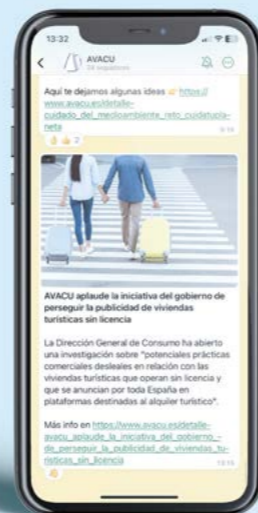 13:32
AVACU
Aquí te dejamos algunas ideas 👉 https://
www.avacu.es/detalle-
cuidado_del_medioambiente_reto_cuidatupla-
neta
2
AVACU aplaude la iniciativa del gobierno de
perseguir la publicidad de viviendas
turísticas sin licencia
La Dirección General de Consumo ha abierto
una investigación sobre "potenciales prácticas
comerciales desleales en relación con las
viviendas turísticas que operan sin licencia y
que se anuncian por toda España en
plataformas destinadas al alquiler turístico".
Más info en https://www.avacu.es/detalle-
avacu_aplaude_la_iniciativa_del_gobierno_-
de_perseguir_la_publicidad_de_viviendas_tu-
risticas_sin_licencia